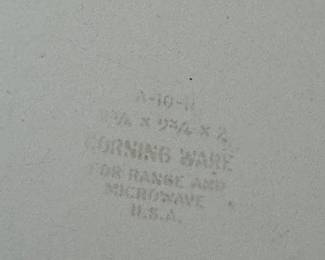 A-10-B
9¾ x 9¾ x 2
CORNING WARE
FOR RANGE AND
MICROWAVE
U.S.A.